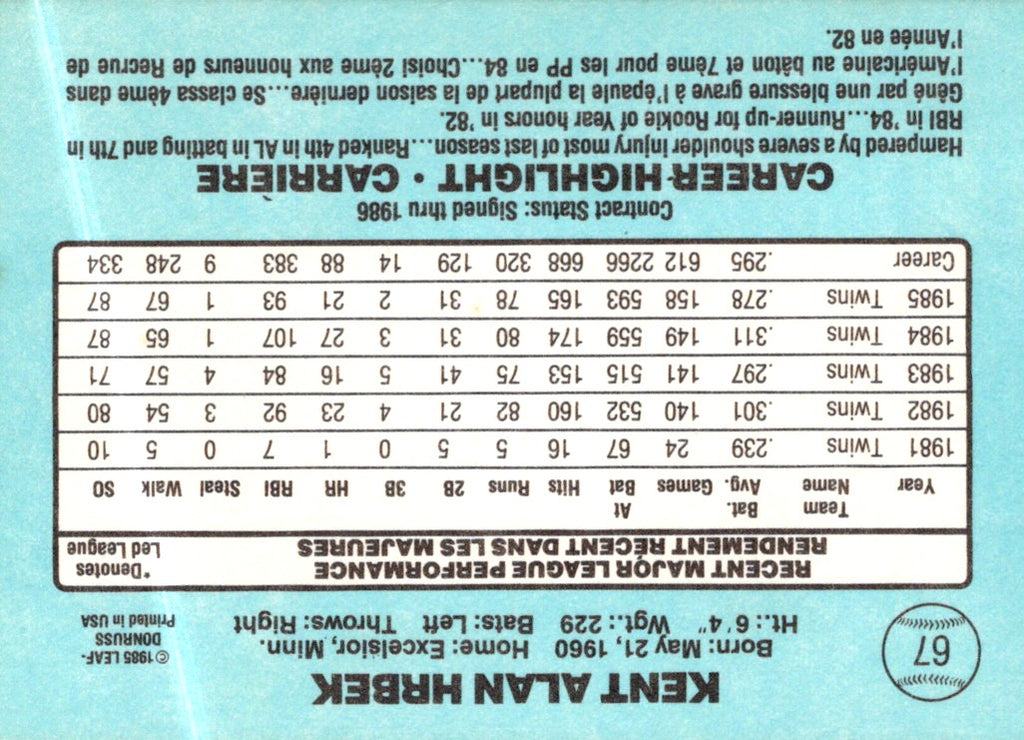 67
KENT ALAN HRBEK
Born: May 21, 1960 Home: Excelsior, Minn.
Ht.: 6'4" Wgt.: 229 Bats: Left Throws: Right
© 1985 LEAF-
DONRUSS
Printed in USA
RECENT MAJOR LEAGUE PERFORMANCE
RENDEMENT RÉCENT DANS LES MAJEURES
*Denotes
Led League
Year Team Name Bat. Avg. Games At Bat Hits Runs 2B 3B HR RBI Steal Walk SO
1981 Twins .239 24 67 16 5 5 0 1 7 0 5 10
1982 Twins .301 140 532 160 82 21 4 23 92 3 54 80
1983 Twins .297 141 515 153 75 41 5 16 84 4 57 71
1984 Twins .311 149 559 174 80 31 3 27 107 1 65 87
1985 Twins .278 158 593 165 78 31 2 21 93 1 67 87
Career .295 612 2266 668 320 129 14 88 383 9 248 334
Contract Status: Signed thru 1986
CAREER HIGHLIGHT • CARRIÈRE
Hampered by a severe shoulder injury most of last season...Ranked 4th in AL in batting and 7th in
RBI in '84...Runner-up for Rookie of Year honors in '82.
Gêné par une blessure grave à l'épaule la plupart de la saison dernière...Se classa 4ème dans
l'Américaine au bâton et 7ème pour les PP en 84...Choisi 2ème aux honneurs de Recrue de
l'Année en 82.